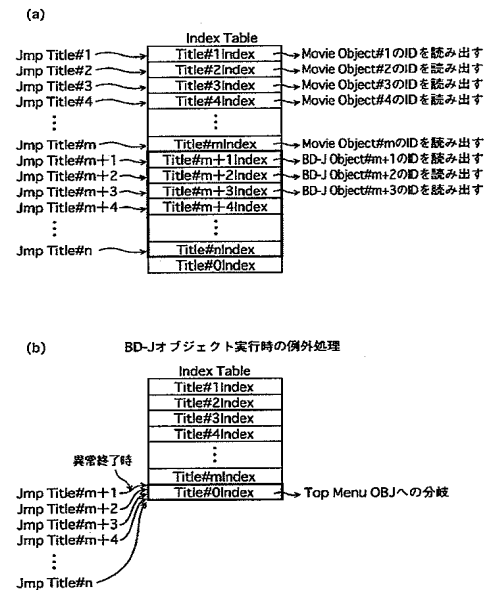 (a)
Index Table
Jmp Title#1 Title#1Index Movie Object#1のIDを読み出す
Jmp Title#2 Title#2Index Movie Object#2のIDを読み出す
Jmp Title#3 Title#3Index Movie Object#3のIDを読み出す
Jmp Title#4 Title#4Index Movie Object#4のIDを読み出す
⋮ ⋮
Jmp Title#m Title#mIndex Movie Object#mのIDを読み出す
Jmp Title#m+1 Title#m+1Index BD-J Object#m+1のIDを読み出す
Jmp Title#m+2 Title#m+2Index BD-J Object#m+2のIDを読み出す
Jmp Title#m+3 Title#m+3Index BD-J Object#m+3のIDを読み出す
Jmp Title#m+4 Title#m+4Index
⋮ ⋮
Jmp Title#n Title#nIndex
Title#0Index
(b) BD-Jオブジェクト実行時の例外処理
Index Table
Title#1Index
Title#2Index
Title#3Index
Title#4Index
⋮
異常終了時
Title#mIndex
Jmp Title#m+1 Title#0Index Top Menu OBJへの分岐
Jmp Title#m+2
Jmp Title#m+3
Jmp Title#m+4
⋮
Jmp Title#n